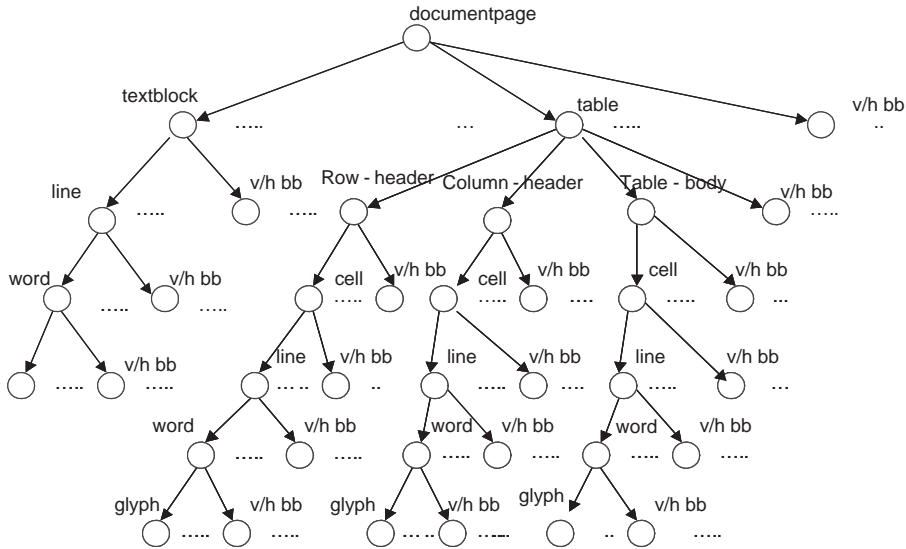 documentpage
textblock ..... ... table ..... v/h bb ..
line ..... v/h bb ..... Row - header Column - header Table - body v/h bb .....
word ..... v/h bb ..... cell ..... v/h bb .. cell ..... v/h bb .... cell ..... v/h bb ...
..... v/h bb ..... line ..... v/h bb .. line ..... v/h bb ..... line ..... v/h bb ...
word ..... v/h bb ..... word ..... v/h bb ..... word ..... v/h bb .....
glyph ..... v/h bb ..... glyph ... .. v/h bb ........ glyph .. v/h bb .....